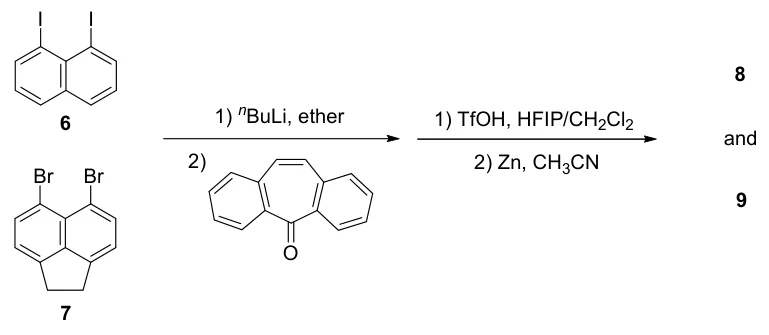 I I
6
Br Br
7
1) ⁿBuLi, ether
2)
O
1) TfOH, HFIP/CH₂Cl₂
2) Zn, CH₃CN
8
and
9